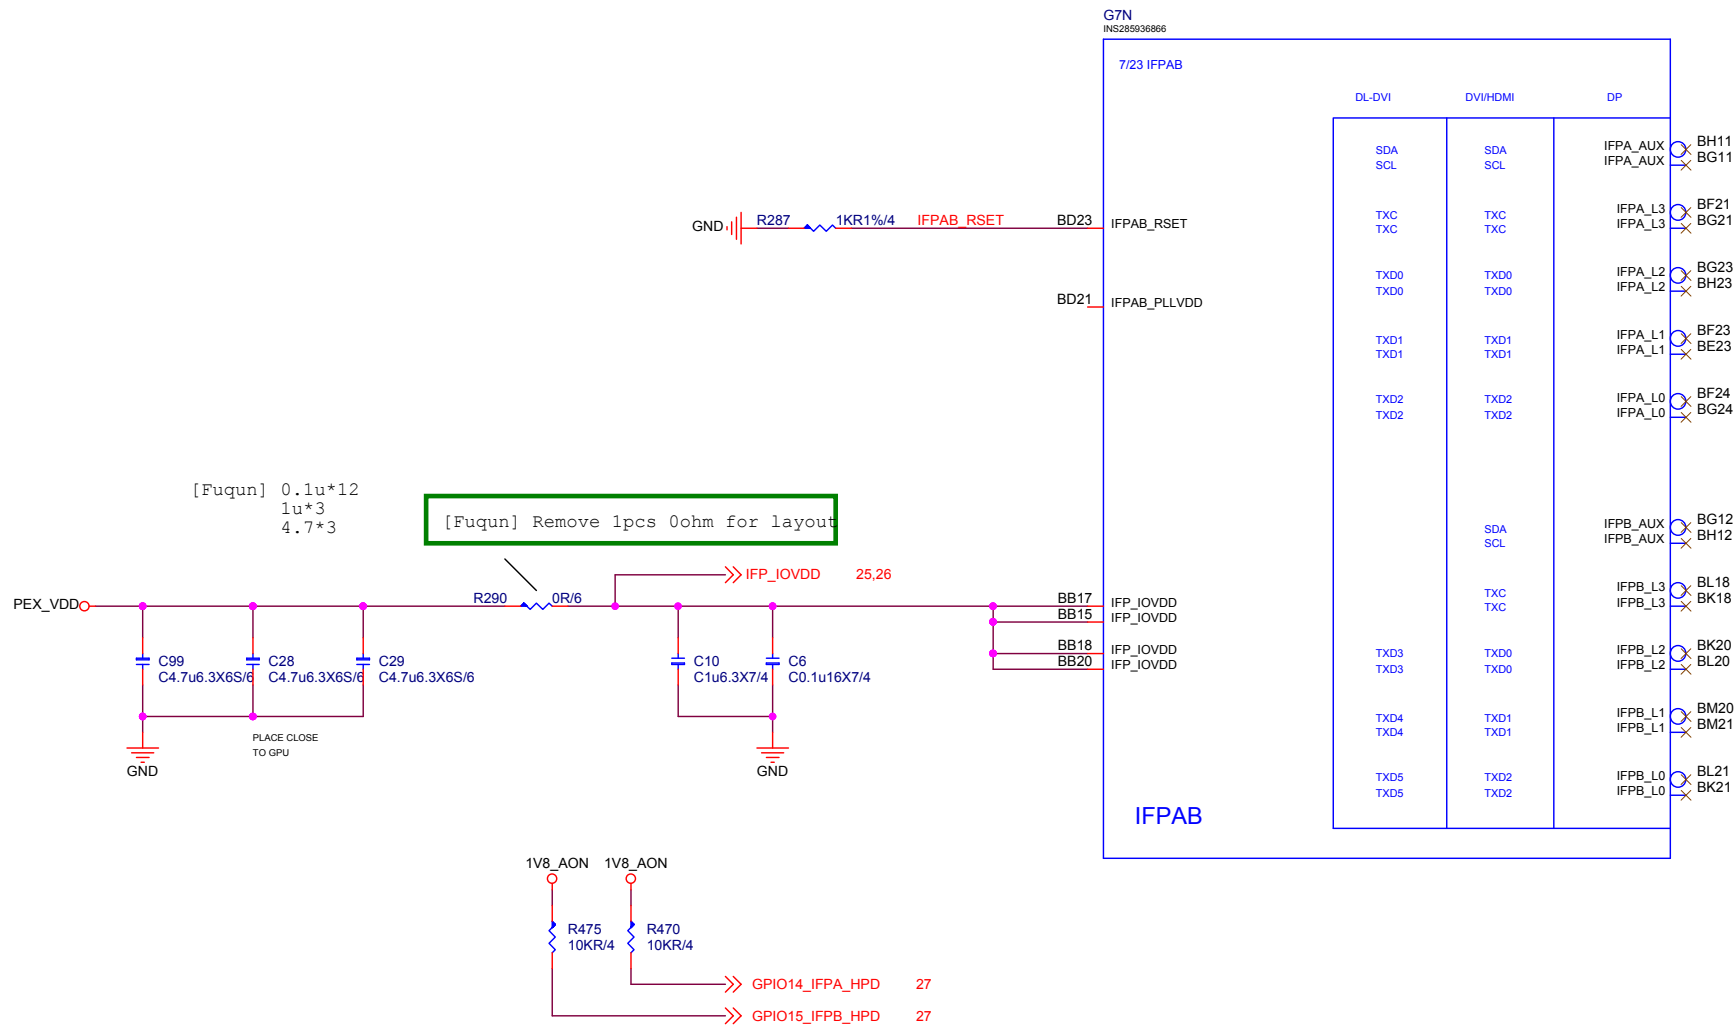 G7N
INS285936866
7/23 IFPAB
DL-DVI DVI/HDMI DP
SDA SDA IFPA_AUX BH11
SCL SCL IFPA_AUX BG11
TXC TXC IFPA_L3 BF21
TXC TXC IFPA_L3 BG21
GND R287 1KR1%/4 IFPAB_RSET BD23 IFPAB_RSET
TXD0 TXD0 IFPA_L2 BG23
TXD0 TXD0 IFPA_L2 BH23
BD21 IFPAB_PLLVDD
TXD1 TXD1 IFPA_L1 BF23
TXD1 TXD1 IFPA_L1 BE23
TXD2 TXD2 IFPA_L0 BF24
TXD2 TXD2 IFPA_L0 BG24
[Fuqun] 0.1u*12
1u*3
4.7*3
[Fuqun] Remove 1pcs 0ohm for layout
SDA IFPB_AUX BG12
SCL IFPB_AUX BH12
IFP_IOVDD 25,26
PEX_VDD R290 0R/6 BB17 IFP_IOVDD
BB15 IFP_IOVDD
TXC IFPB_L3 BL18
TXC IFPB_L3 BK18
BB18 IFP_IOVDD
BB20 IFP_IOVDD
TXD3 TXD0 IFPB_L2 BK20
TXD3 TXD0 IFPB_L2 BL20
C99 C28 C29 C10 C6
C4.7u6.3X6S/6 C4.7u6.3X6S/6 C4.7u6.3X6S/6 C1u6.3X7/4 C0.1u16X7/4
TXD4 TXD1 IFPB_L1 BM20
TXD4 TXD1 IFPB_L1 BM21
PLACE CLOSE
TO GPU
GND GND
TXD5 TXD2 IFPB_L0 BL21
TXD5 TXD2 IFPB_L0 BK21
IFPAB
1V8_AON 1V8_AON
R475 R470
10KR/4 10KR/4
GPIO14_IFPA_HPD 27
GPIO15_IFPB_HPD 27